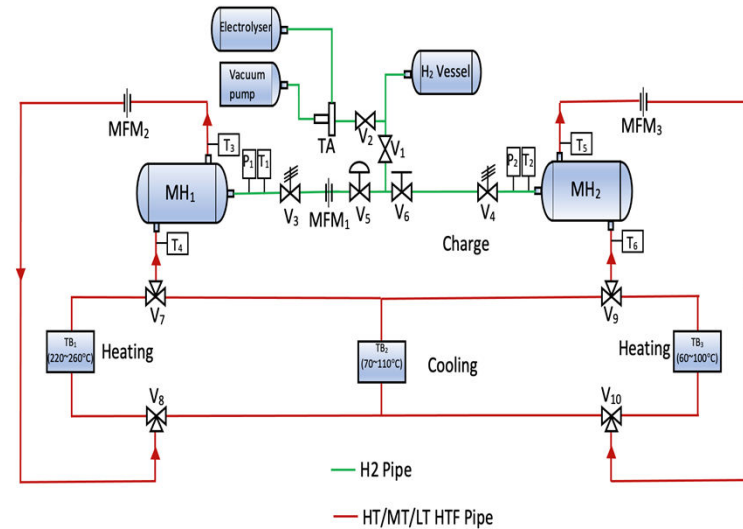 Electrolyser
Vacuum
pump
H₂ Vessel
TA
V₂
V₁
MFM₂
MFM₃
T₃
T₅
P₁ T₁
P₂ T₂
MH₁
MH₂
V₃
MFM₁
V₅
V₆
V₄
T₄
Charge
T₆
V₇
V₉
TB₁
(220~260°C)
Heating
TB₂
(70~110°C)
Cooling
Heating
TB₃
(60~100°C)
V₈
V₁₀
H2 Pipe
HT/MT/LT HTF Pipe